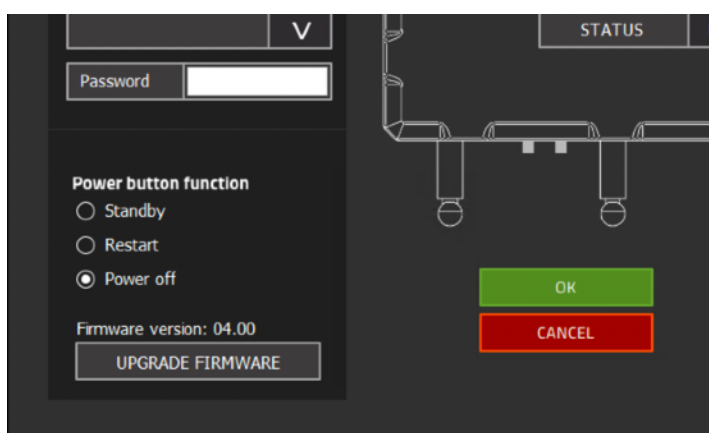 V
STATUS
Password
Power button function
Standby
Restart
Power off
Firmware version: 04.00
UPGRADE FIRMWARE
OK
CANCEL